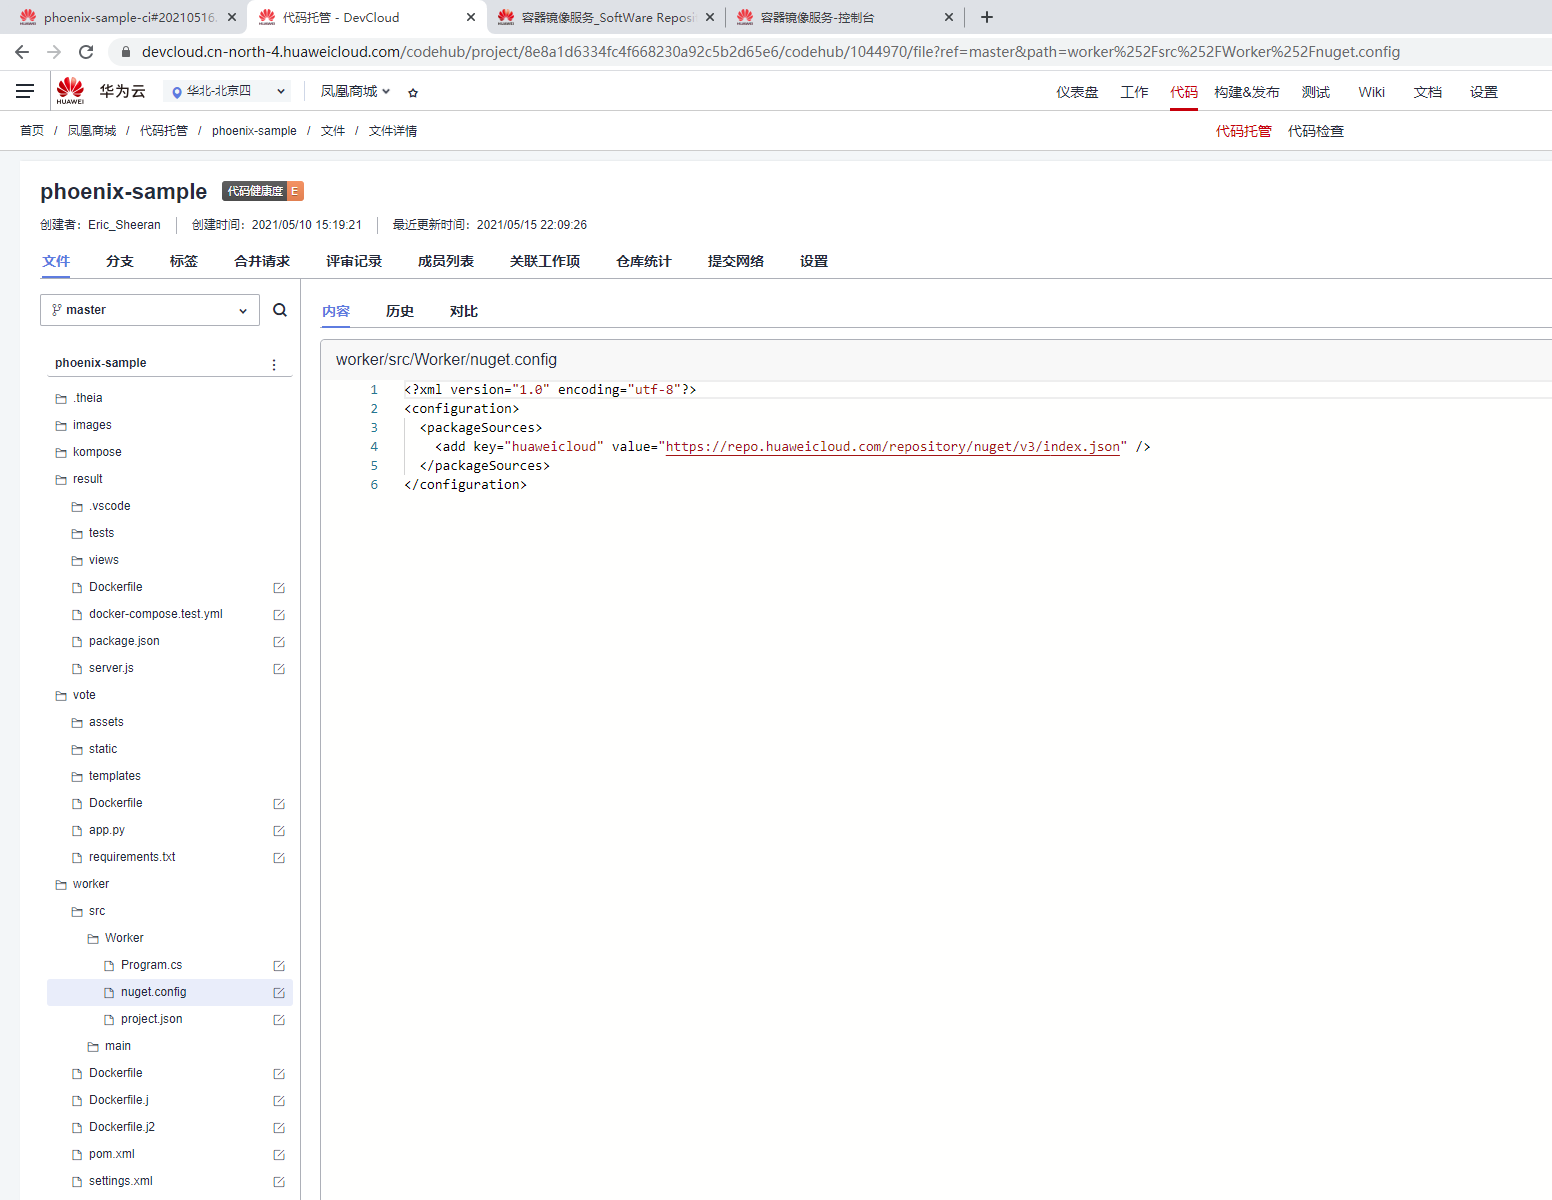 phoenix-sample-ci#20210516.
代码托管 - DevCloud
容器镜像服务_SoftWare Reposi
容器镜像服务-控制台
devcloud.cn-north-4.huaweicloud.com/codehub/project/8e8a1d6334fc4f668230a92c5b2d65e6/codehub/1044970/file?ref=master&path=worker%252Fsrc%252FWorker%252Fnuget.config
HUAWEI 华为云 华北-北京四 凤凰商城 仪表盘 工作 代码 构建&发布 测试 Wiki 文档 设置
首页 / 凤凰商城 / 代码托管 / phoenix-sample / 文件 / 文件详情 代码托管 代码检查
phoenix-sample 代码健康度 E
创建者：Eric_Sheeran 创建时间：2021/05/10 15:19:21 最近更新时间：2021/05/15 22:09:26
文件 分支 标签 合并请求 评审记录 成员列表 关联工作项 仓库统计 提交网络 设置
master
phoenix-sample
.theia
images
kompose
result
.vscode
tests
views
Dockerfile
docker-compose.test.yml
package.json
server.js
vote
assets
static
templates
Dockerfile
app.py
requirements.txt
worker
src
Worker
Program.cs
nuget.config
project.json
main
Dockerfile
Dockerfile.j
Dockerfile.j2
pom.xml
settings.xml
内容 历史 对比
worker/src/Worker/nuget.config
1 <?xml version="1.0" encoding="utf-8"?>
2 <configuration>
3 <packageSources>
4 <add key="huaweicloud" value="https://repo.huaweicloud.com/repository/nuget/v3/index.json" />
5 </packageSources>
6 </configuration>